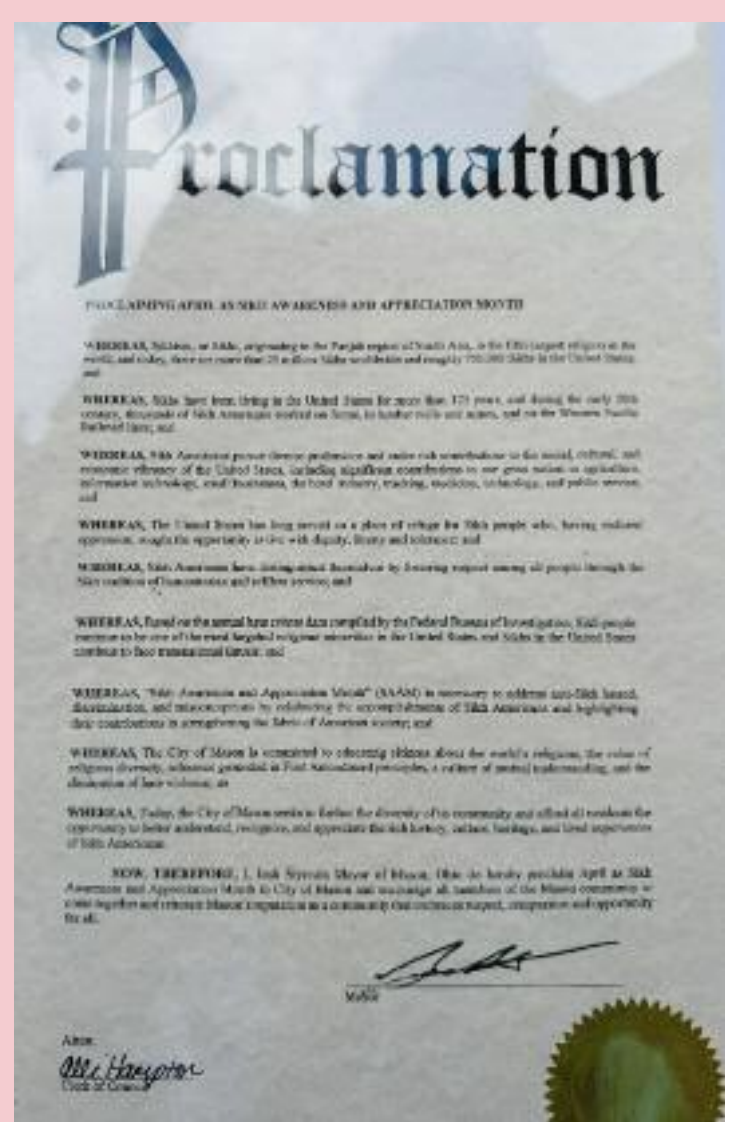 Proclamation
PROCLAIMING APRIL AS SIKH AWARENESS AND APPRECIATION MONTH
WHEREAS, Sikhism, or Sikhi, originating in the Punjab region of South Asia, is the fifth largest religion in the
world, and today, there are more than 25 million Sikhs worldwide and roughly 750,000 Sikhs in the United States;
and
WHEREAS, Sikhs have been living in the United States for more than 125 years, and during the early 20th
century, thousands of Sikh Americans worked on farms, in lumber mills and mines, and on the Western Pacific
Railroad lines; and
WHEREAS, Sikh Americans pursue diverse professions and make rich contributions to the social, cultural, and
economic vibrancy of the United States, including significant contributions to our great nation in agriculture,
information technology, small businesses, the hotel industry, trucking, medicine, technology, and public service;
and
WHEREAS, The United States has long served as a place of refuge for Sikh people who, having endured
oppression, sought the opportunity to live with dignity, liberty and tolerance; and
WHEREAS, Sikh Americans have distinguished themselves by fostering respect among all people through the
Sikh tradition of humanitarian and selfless service; and
WHEREAS, Based on the annual hate crimes data compiled by the Federal Bureau of Investigation, Sikh people
continue to be one of the most targeted religious minorities in the United States and Sikhs in the United States
continue to face transnational threats; and
WHEREAS, "Sikh Awareness and Appreciation Month" (SAAM) is necessary to address anti-Sikh hatred,
discrimination, and misconceptions by celebrating the accomplishments of Sikh Americans and highlighting
their contributions in strengthening the fabric of American society; and
WHEREAS, The City of Mason is committed to educating citizens about the world's religions, the value of
religious diversity, tolerance grounded in First Amendment principles, a culture of mutual understanding, and the
diminution of hate violence;
WHEREAS, Today, the City of Mason seeks to further the diversity of its community and afford all residents the
opportunity to better understand, recognize, and appreciate the rich history, culture, heritage, and lived experiences
of Sikh Americans.
NOW, THEREFORE, I, Mayor of Mason, Ohio do hereby proclaim April as Sikh
Awareness and Appreciation Month in City of Mason and encourage all members of the Mason community to
come together and reiterate Mason's reputation as a community that respect, compassion and opportunity
for all.
Mayor
Attest:
Clerk of Council